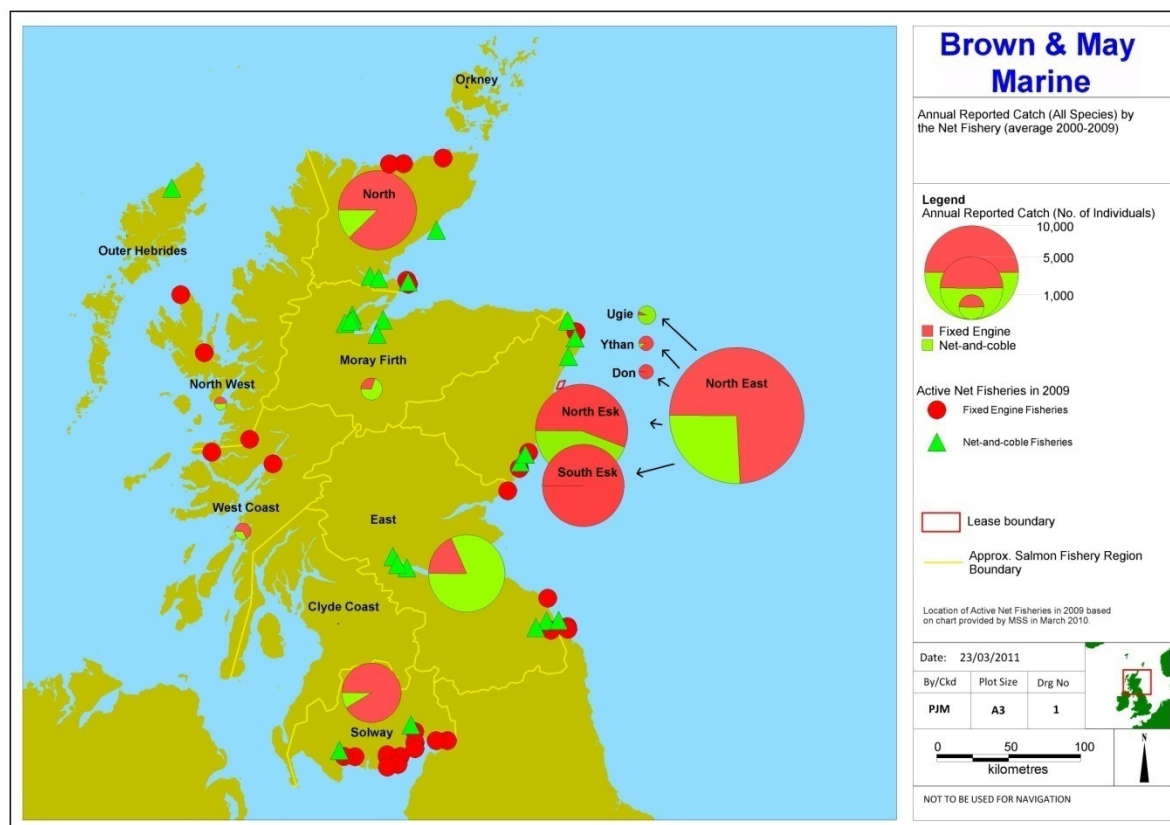 Orkney
North
Outer Hebrides
Ugie
Ythan
Don
Moray Firth
North East
North West
North Esk
South Esk
West Coast
East
Clyde Coast
Solway
Brown & May
Marine
Annual Reported Catch (All Species) by
the Net Fishery (average 2000-2009)
Legend
Annual Reported Catch (No. of Individuals)
10,000
5,000
1,000
Fixed Engine
Net-and-coble
Active Net Fisheries in 2009
Fixed Engine Fisheries
Net-and-coble Fisheries
Lease boundary
Approx. Salmon Fishery Region
Boundary
Location of Active Net Fisheries in 2009 based
on chart provided by MSS in March 2010.
Date: 23/03/2011
By/Ckd Plot Size Drg No
PJM A3 1
0 50 100
kilometres
N
NOT TO BE USED FOR NAVIGATION